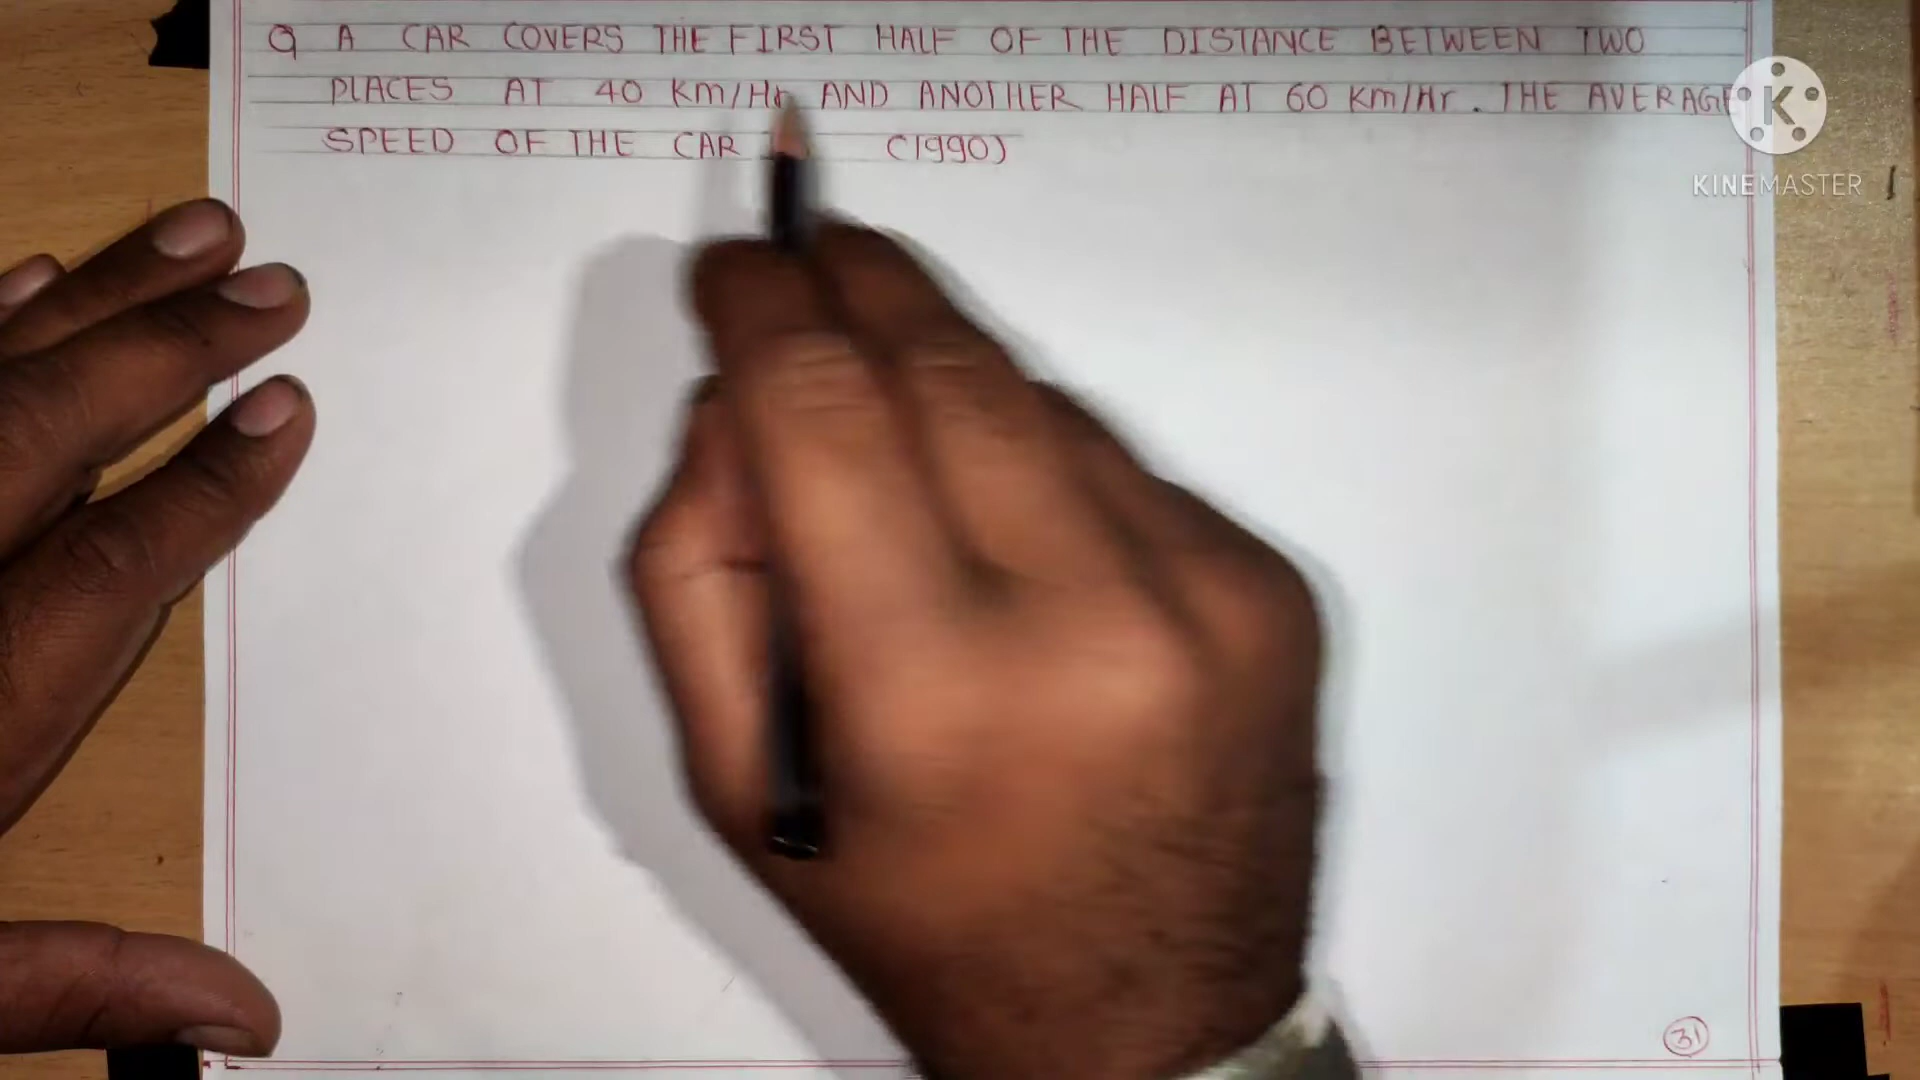 Q A CAR COVERS THE FIRST HALF OF THE DISTANCE BETWEEN TWO
PLACES AT 40 Km/Hr AND ANOTHER HALF AT 60 Km/Hr. THE AVERAGE
SPEED OF THE CAR (1990)
K
KINEMASTER
31